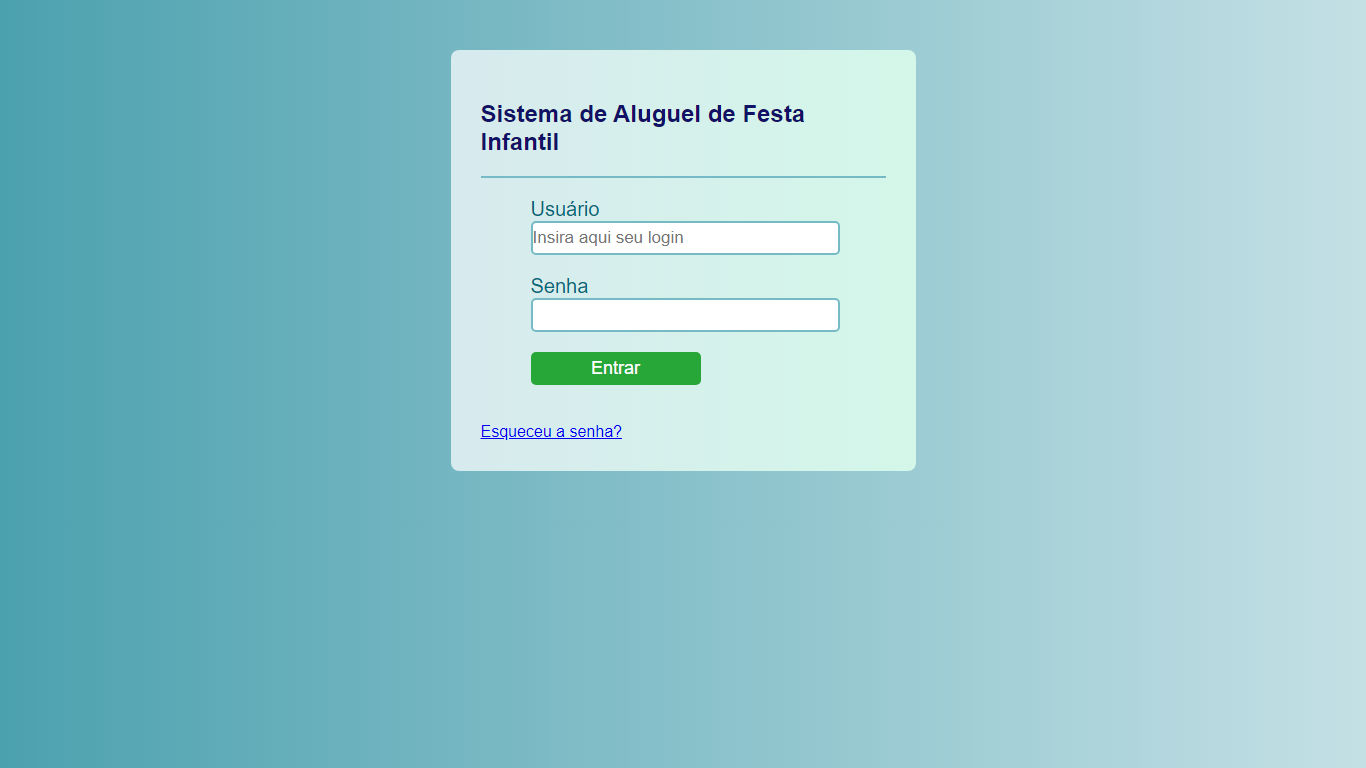 Sistema de Aluguel de Festa
Infantil
Usuário
Insira aqui seu login
Senha
Entrar
Esqueceu a senha?